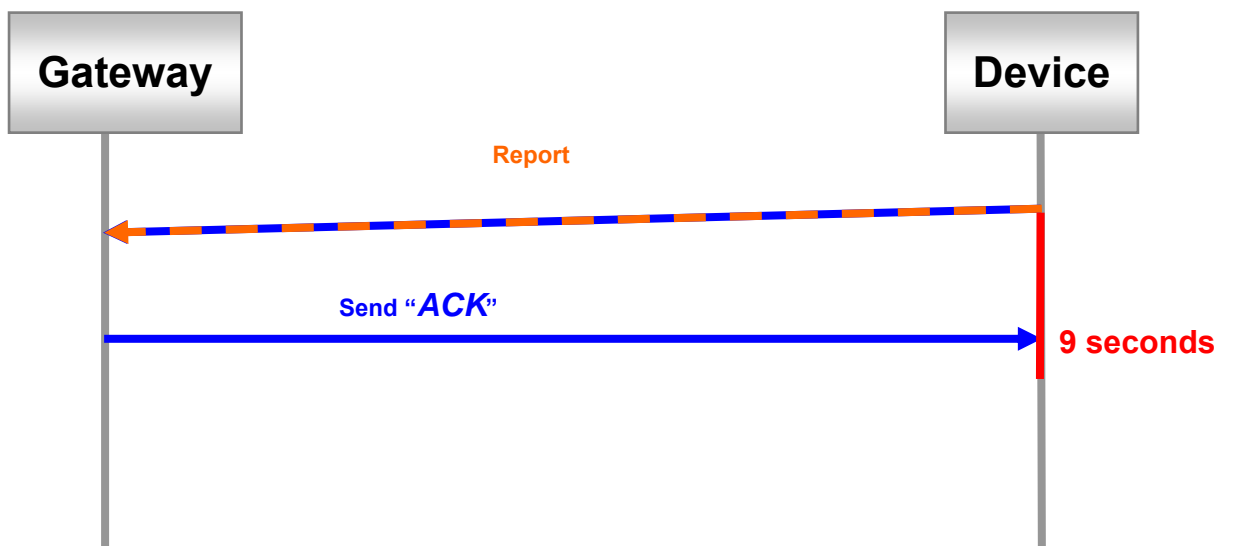 Gateway
Device
Report
Send “ACK”
9 seconds